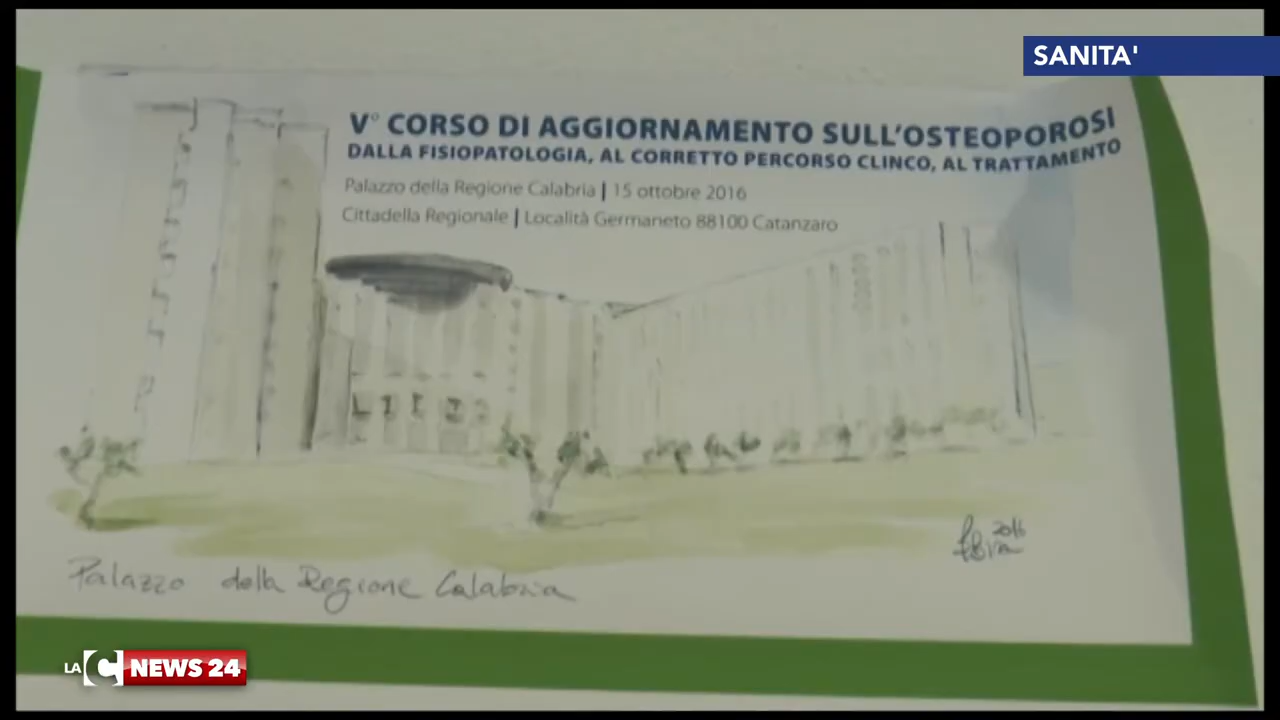 SANITA'
V° CORSO DI AGGIORNAMENTO SULL'OSTEOPOROSI
DALLA FISIOPATOLOGIA, AL CORRETTO PERCORSO CLINCO, AL TRATTAMENTO
Palazzo della Regione Calabria | 15 ottobre 2016
Cittadella Regionale | Località Germaneto 88100 Catanzaro
2016
Palazzo della Regione Calabria
LA C NEWS 24